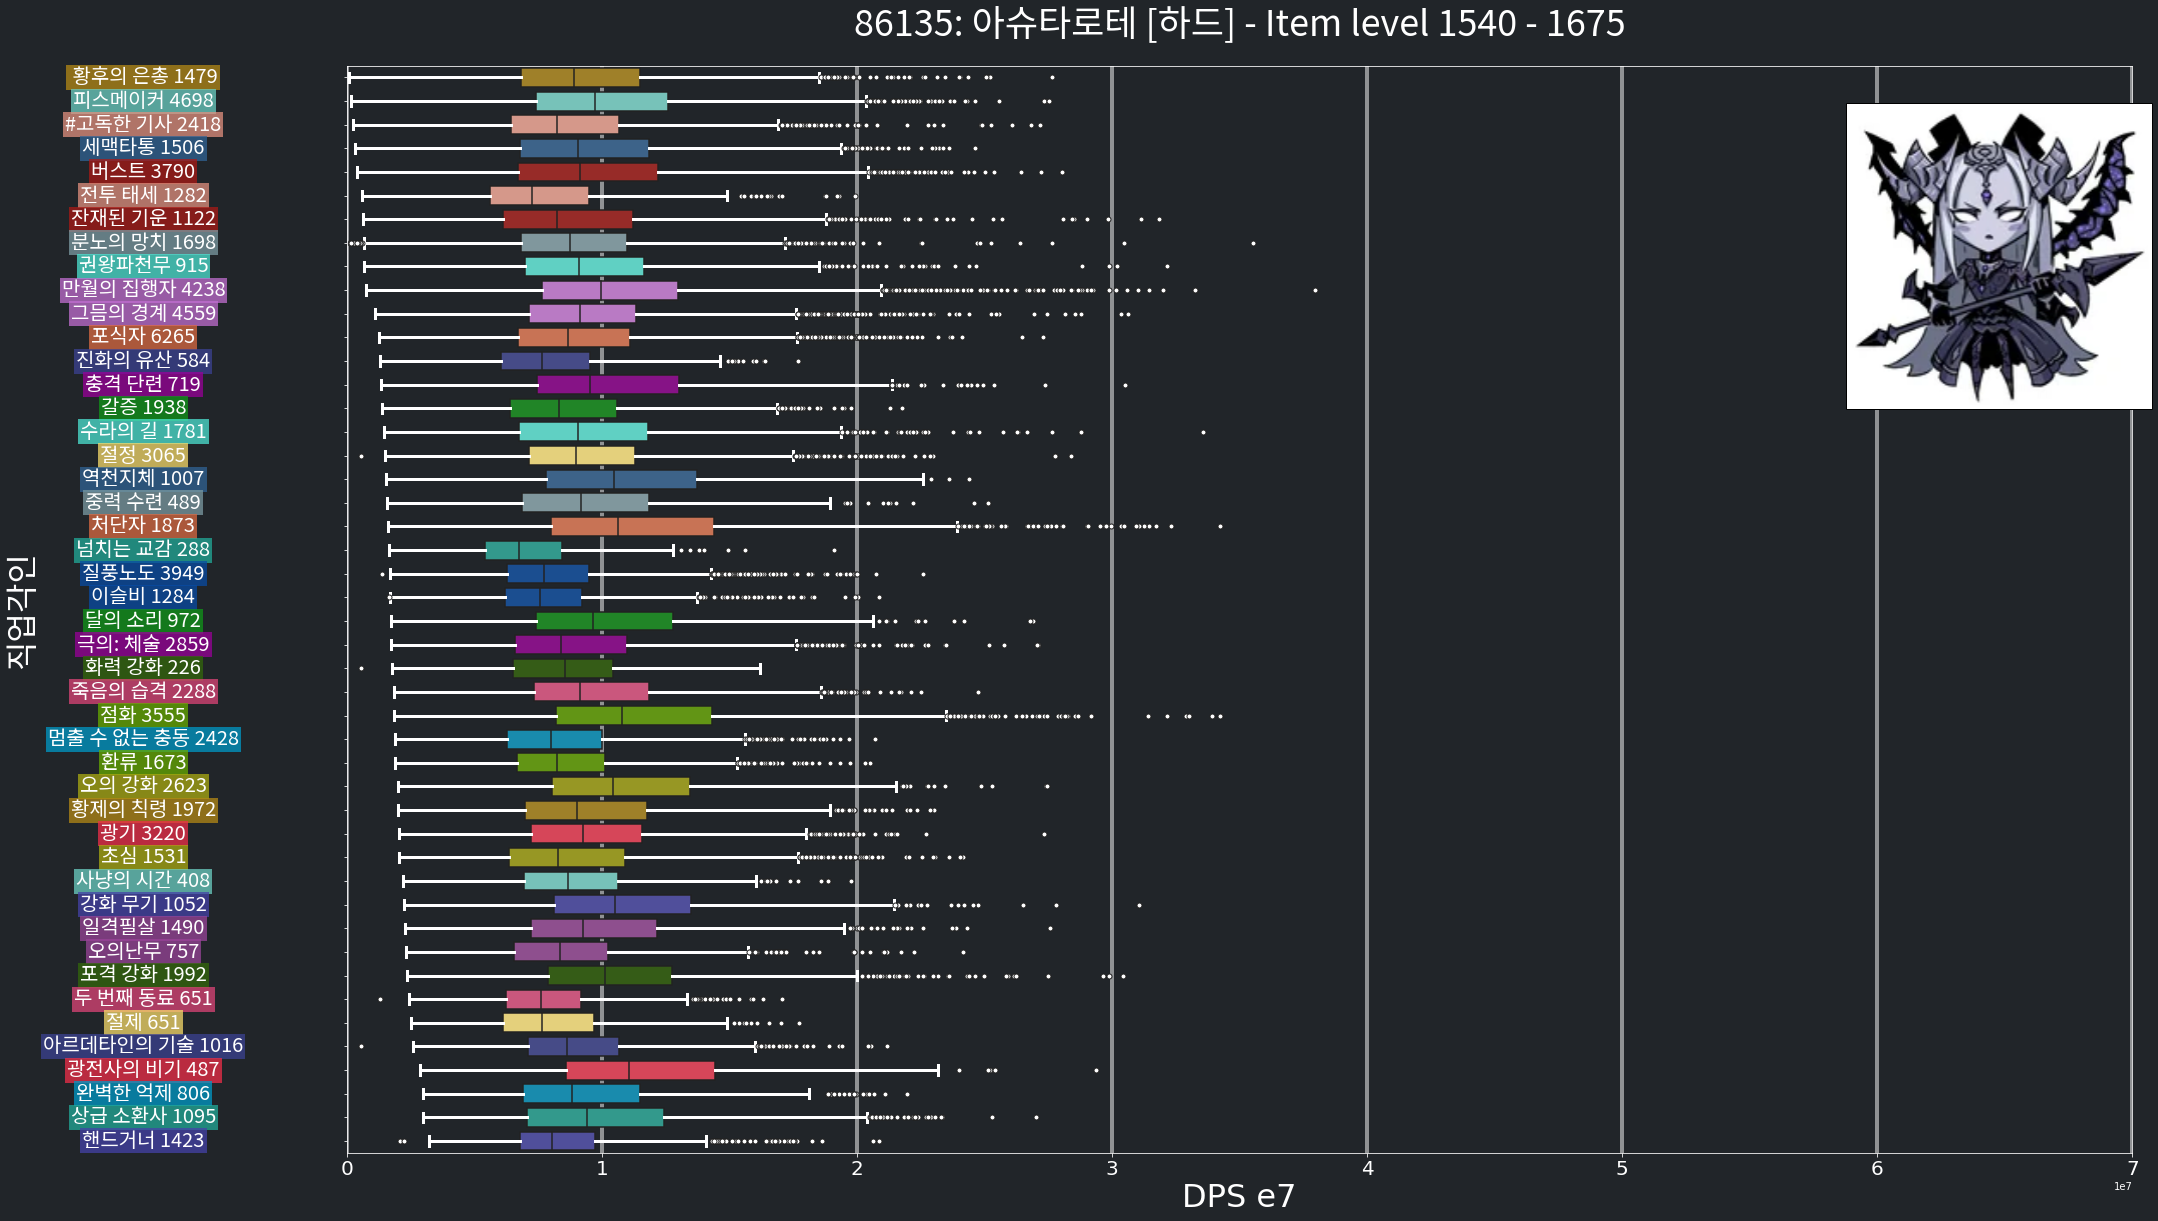 86135: 아슈타로테 [하드] - Item level 1540 - 1675
황후의 은총 1479
피스메이커 4698
#고독한 기사 2418
세맥타통 1506
버스트 3790
전투 태세 1282
잔재된 기운 1122
분노의 망치 1698
권왕파천무 915
만월의 집행자 4238
그믐의 경계 4559
포식자 6265
진화의 유산 584
충격 단련 719
갈증 1938
수라의 길 1781
절정 3065
역천지체 1007
중력 수련 489
처단자 1873
넘치는 교감 288
질풍노도 3949
이슬비 1284
달의 소리 972
극의: 체술 2859
화력 강화 226
죽음의 습격 2288
점화 3555
멈출 수 없는 충동 2428
환류 1673
오의 강화 2623
황제의 칙령 1972
광기 3220
초심 1531
사냥의 시간 408
강화 무기 1052
일격필살 1490
오의난무 757
포격 강화 1992
두 번째 동료 651
절제 651
아르데타인의 기술 1016
광전사의 비기 487
완벽한 억제 806
상급 소환사 1095
핸드거너 1423
직업각인
0 1 2 3 4 5 6 7
1e7
DPS e7